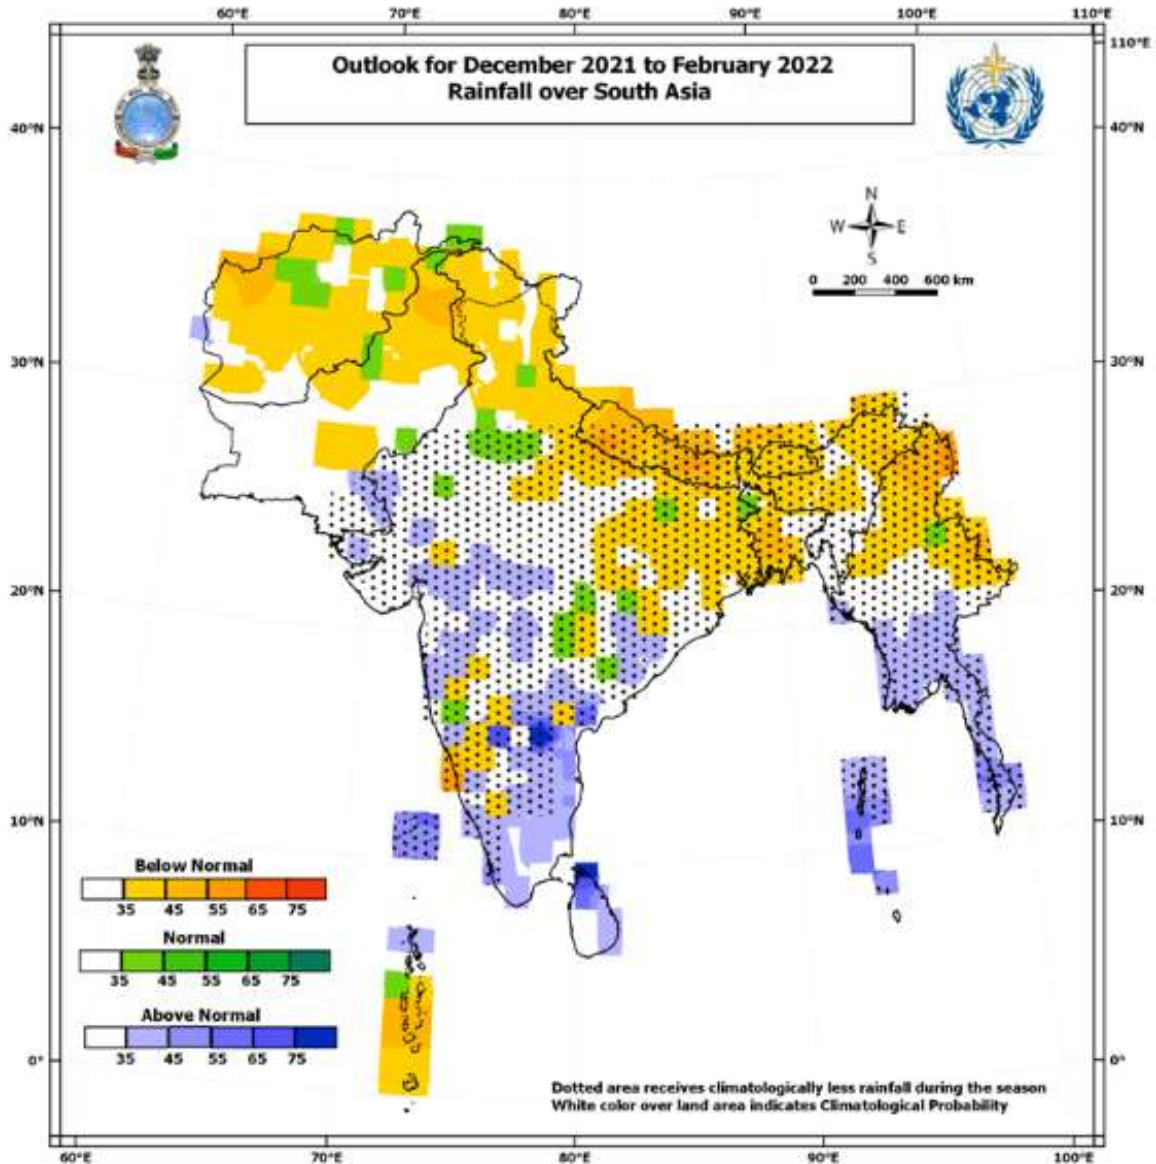 60°E 70°E 80°E 90°E 100°E 110°E
110°E
Outlook for December 2021 to February 2022
Rainfall over South Asia
40°N 40°N
N
W E
S
0 200 400 600 km
30°N 30°N
20°N 20°N
10°N 10°N
Below Normal
35 45 55 65 75
Normal
35 45 55 65 75
Above Normal
35 45 55 65 75
0° 0°
Dotted area receives climatologically less rainfall during the season
White color over land area indicates Climatological Probability
60°E 70°E 80°E 90°E 100°E